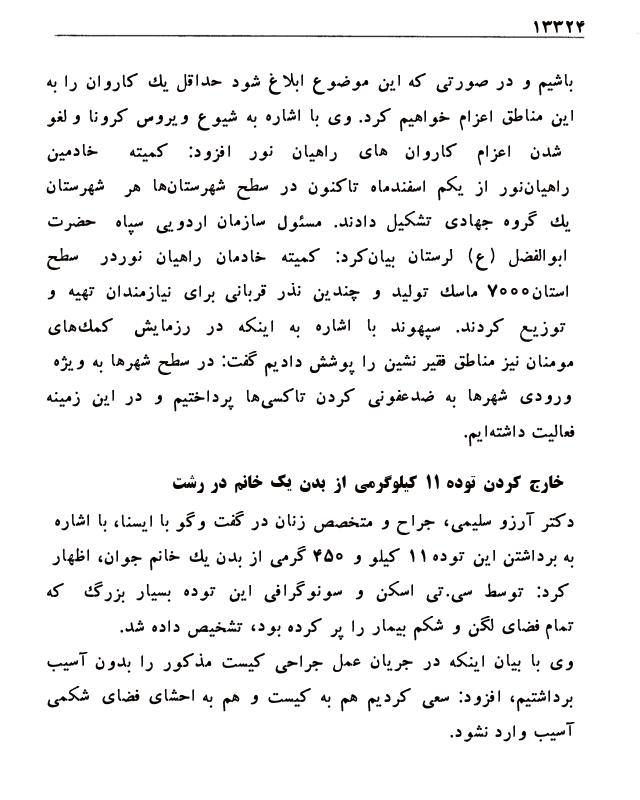 ۱۳۳۲۴
باشیم و در صورتی که این موضوع ابلاغ شود حداقل یك کاروان را به
این مناطق اعزام خواهیم کرد. وی با اشاره به شیوع ویروس کرونا و لغو
شدن اعزام کاروان های راهیان نور افزود: کمیته خادمین
راهیان‌نور از یکم اسفندماه تاکنون در سطح شهرستان‌ها هر شهرستان
یك گروه جهادی تشکیل دادند. مسئول سازمان اردویی سپاه حضرت
ابوالفضل (ع) لرستان بیان‌کرد: کمیته خادمان راهیان نوردر سطح
استان۷۰۰۰ ماسك تولید و چندین نذر قربانی برای نیازمندان تهیه و
توزیع کردند. سپهوند با اشاره به اینکه در رزمایش کمك‌های
مومنان نیز مناطق فقیر نشین را پوشش دادیم گفت: در سطح شهرها به ویژه
ورودی شهرها به ضدعفونی کردن تاکسی‌ها پرداختیم و در این زمینه
فعالیت داشته‌ایم.
خارج کردن توده ۱۱ کیلوگرمی از بدن یک خانم در رشت
دکتر آرزو سلیمی، جراح و متخصص زنان در گفت وگو با ایسنا، با اشاره
به برداشتن این توده ۱۱ کیلو و ۴۵۰ گرمی از بدن یك خانم جوان، اظهار
کرد: توسط سی.تی اسکن و سونوگرافی این توده بسیار بزرگ که
تمام فضای لگن و شکم بیمار را پر کرده بود، تشخیص داده شد.
وی با بیان اینکه در جریان عمل جراحی کیست مذکور را بدون آسیب
برداشتیم، افزود: سعی کردیم هم به کیست و هم به احشای فضای شکمی
آسیب وارد نشود.